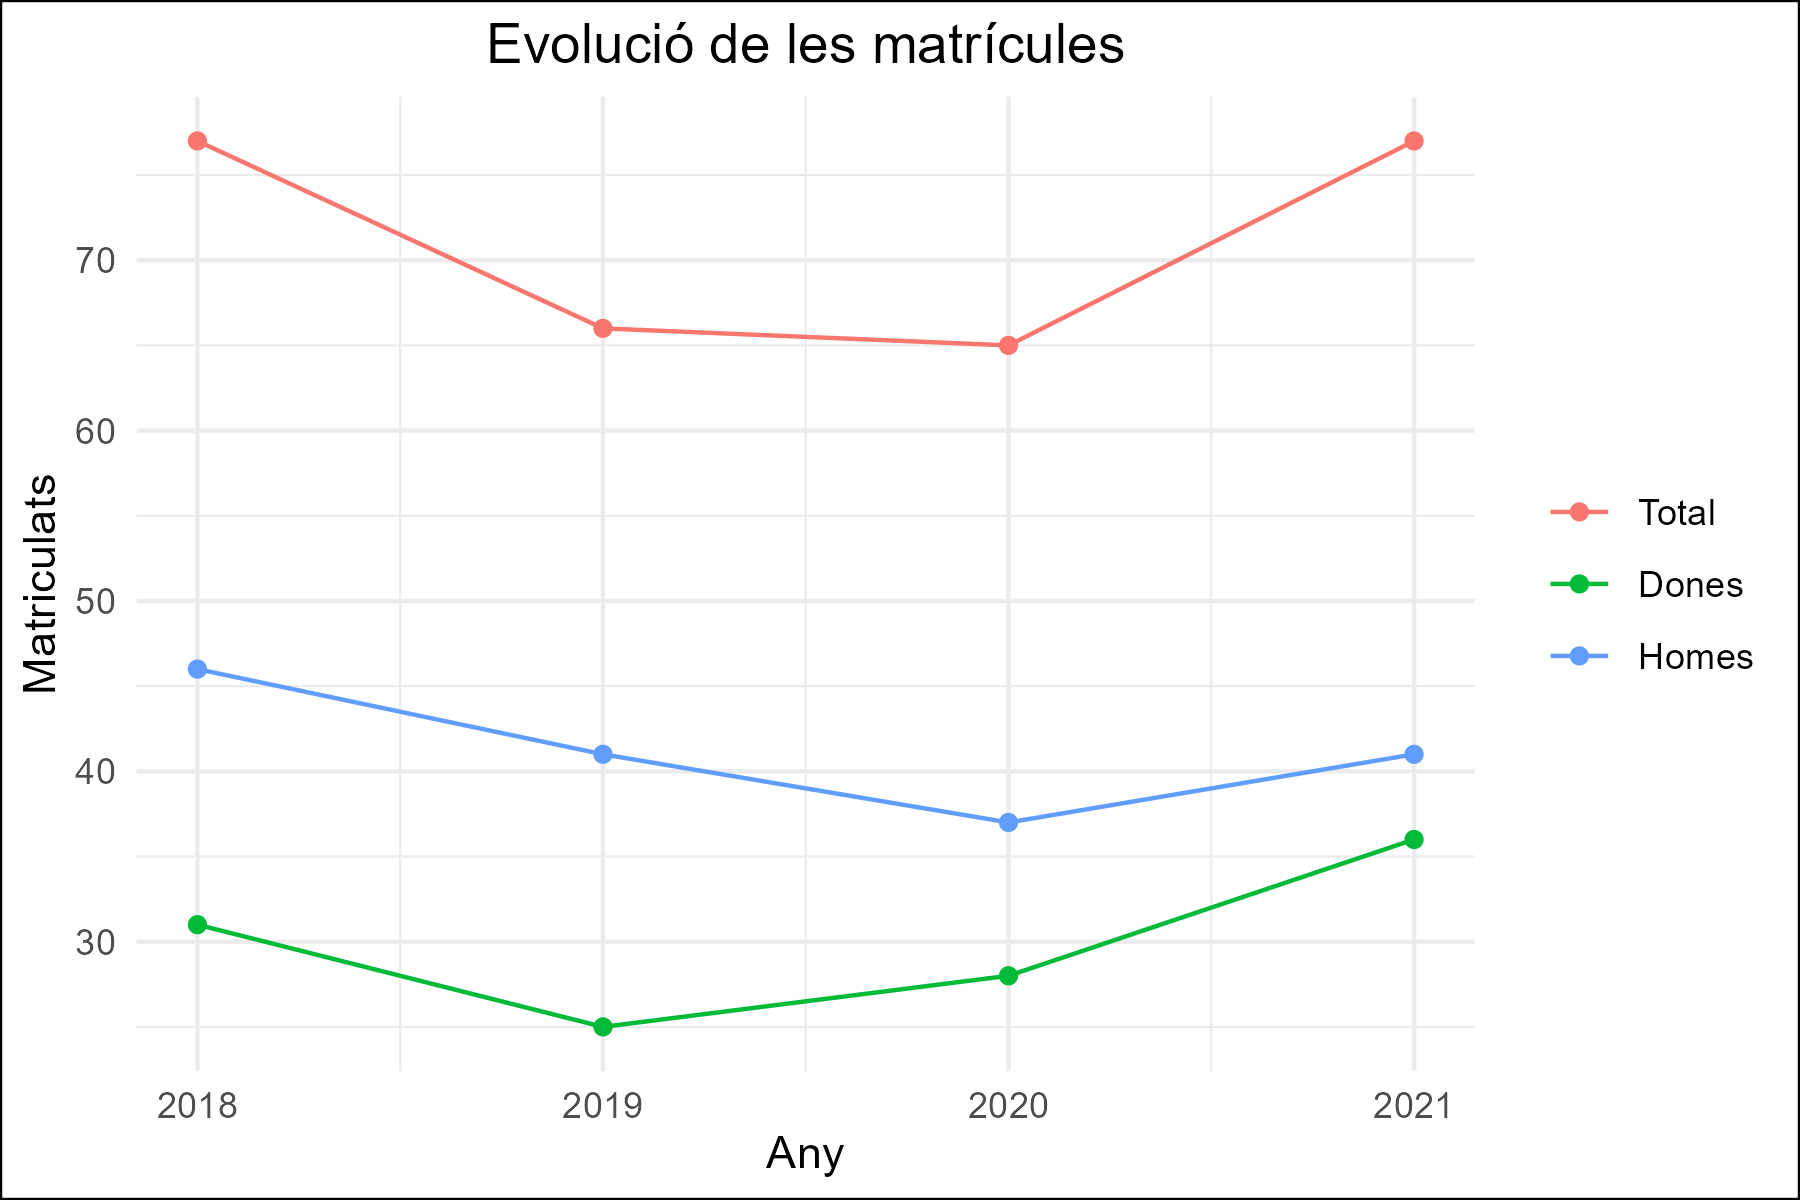 Evolució de les matrícules
Matriculats
70
60
50
40
30
2018
2019
2020
2021
Any
Total
Dones
Homes